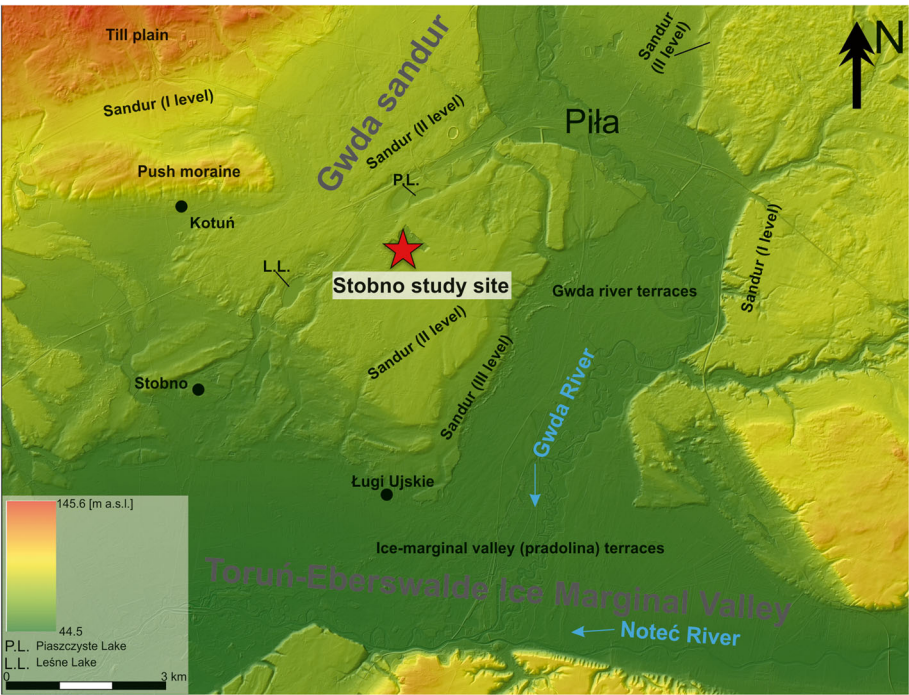 Till plain
Sandur (I level)
Push moraine
Kotuń
Gwda sandur
Sandur (II level)
P.L.
Piła
Sandur
(II level)
N
L.L.
Stobno study site
Gwda river terraces
Sandur (I level)
Sandur (II level)
Sandur (III level)
Stobno
Gwda River
Ługi Ujskie
Ice-marginal valley (pradolina) terraces
Toruń-Eberswalde Ice Marginal Valley
Noteć River
145.6 [m a.s.l.]
44.5
P.L. Piaszczyste Lake
L.L. Leśne Lake
0 3 km